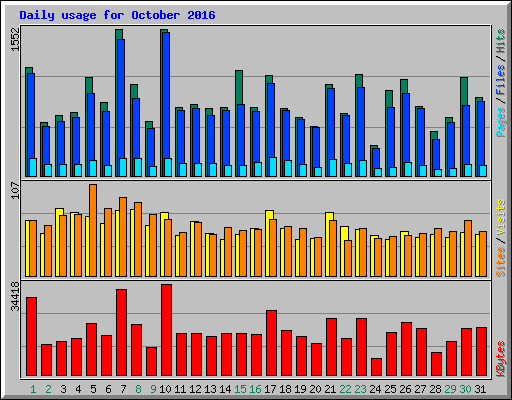 Daily usage for October 2016
1552
Pages / Files / Hits
107
Sites / Visits
34418
KBytes
1 2 3 4 5 6 7 8 9 10 11 12 13 14 15 16 17 18 19 20 21 22 23 24 25 26 27 28 29 30 31